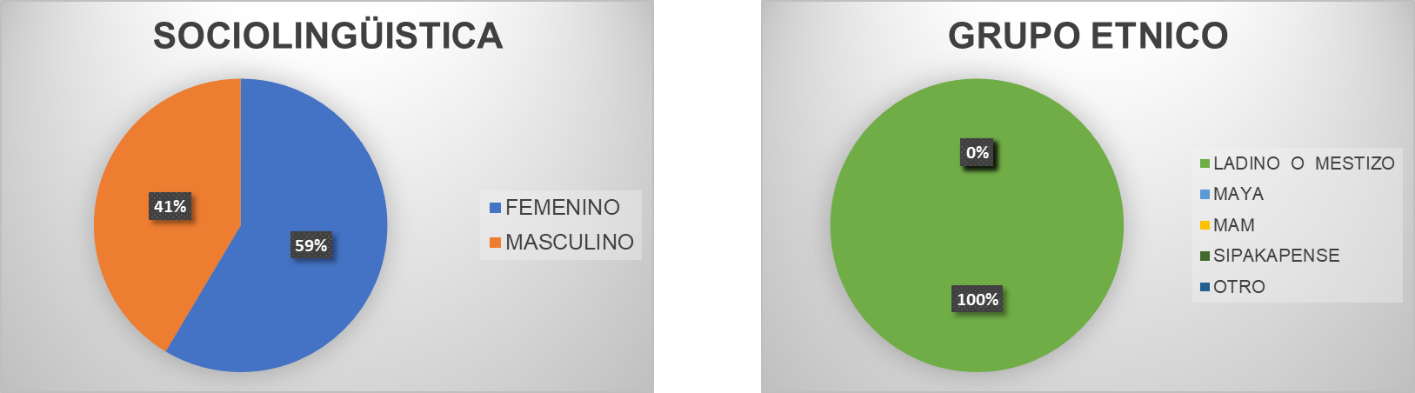 SOCIOLINGÜISTICA
41%
59%
FEMENINO
MASCULINO
GRUPO ETNICO
0%
100%
LADINO O MESTIZO
MAYA
MAM
SIPAKAPENSE
OTRO